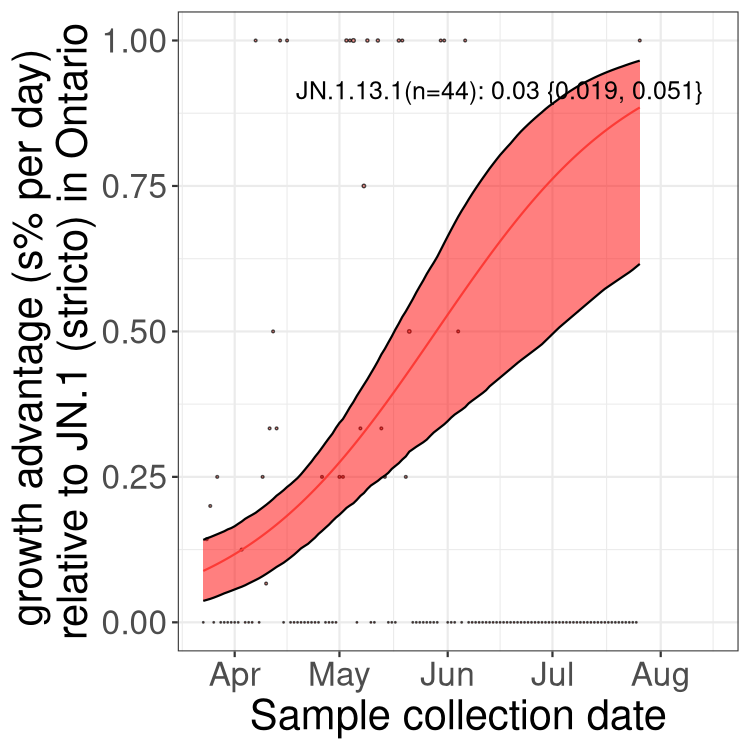 growth advantage (s% per day)
relative to JN.1 (stricto) in Ontario
1.00
0.75
0.50
0.25
0.00
JN.1.13.1(n=44): 0.03 {0.019, 0.051}
Apr May Jun Jul Aug
Sample collection date